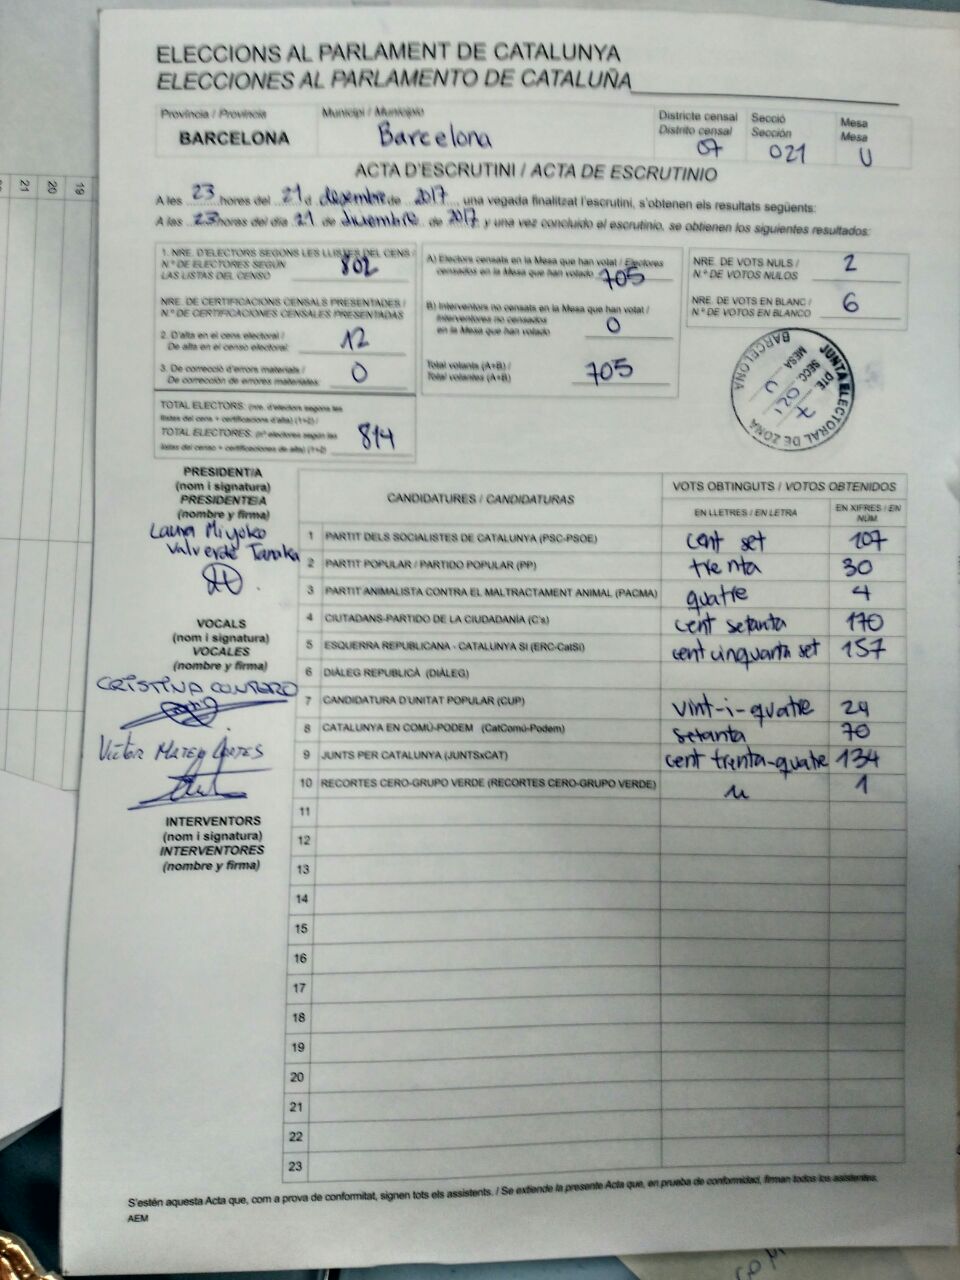 ELECCIONS AL PARLAMENT DE CATALUNYA
ELECCIONES AL PARLAMENTO DE CATALUÑA
Província / Provincia
BARCELONA
Municipi / Municipio
Barcelona
Districte censal
Distrito censal
07
Secció
Sección
021
Mesa
Mesa
U
ACTA D'ESCRUTINI / ACTA DE ESCRUTINIO
A les 23 hores del 21 d desembre de 2017, una vegada finalitzat l'escrutini, s'obtenen els resultats següents:
A las 23 horas del día 21 de diciembre de 2017 y una vez concluido el escrutinio, se obtienen los siguientes resultados:
1. NRE. D'ELECTORS SEGONS LES LLISTES DEL CENS /
N.º DE ELECTORES SEGÚN
LAS LISTAS DEL CENSO
802
NRE. DE CERTIFICACIONS CENSALS PRESENTADES /
N.º DE CERTIFICACIONES CENSALES PRESENTADAS
2. D'alta en el cens electoral /
De alta en el censo electoral:
12
3. De correcció d'errors materials /
De corrección de errores materiales:
0
TOTAL ELECTORS: (nre. d'electors segons les
llistes del cens + certificacions d'alta) (1+2) /
TOTAL ELECTORES: (nº electores según las
listas del censo + certificaciones de alta) (1+2)
814
A) Electors censats en la Mesa que han votat / Electores
censados en la Mesa que han votado
705
B) Interventors no censats en la Mesa que han votat /
Interventores no censados
en la Mesa que han votado
0
Total votants (A+B) /
Total votantes (A+B)
705
NRE. DE VOTS NULS /
N.º DE VOTOS NULOS
2
NRE. DE VOTS EN BLANC /
N.º DE VOTOS EN BLANCO
6
JUNTA ELECTORAL DE ZONA
BARCELONA
DTE. 7
SECC. 021
MESA U
PRESIDENT/A
(nom i signatura)
PRESIDENTE/A
(nombre y firma)
Laura Miyoko
Valverde Tanaka
VOCALS
(nom i signatura)
VOCALES
(nombre y firma)
CRISTINA
Víctor
INTERVENTORS
(nom i signatura)
INTERVENTORES
(nombre y firma)
CANDIDATURES / CANDIDATURAS
VOTS OBTINGUTS / VOTOS OBTENIDOS
EN LLETRES / EN LETRA
EN XIFRES / EN NÚM.
1 PARTIT DELS SOCIALISTES DE CATALUNYA (PSC-PSOE) cent set 107
2 PARTIT POPULAR / PARTIDO POPULAR (PP) trenta 30
3 PARTIT ANIMALISTA CONTRA EL MALTRACTAMENT ANIMAL (PACMA) quatre 4
4 CIUTADANS-PARTIDO DE LA CIUDADANÍA (C's) cent setanta 170
5 ESQUERRA REPUBLICANA - CATALUNYA SI (ERC-CatSí) cent cinquanta set 157
6 DIÀLEG REPUBLICÀ (DIÀLEG)
7 CANDIDATURA D'UNITAT POPULAR (CUP) vint-i-quatre 24
8 CATALUNYA EN COMÚ-PODEM (CatComú-Podem) setanta 70
9 JUNTS PER CATALUNYA (JUNTSxCAT) cent trenta-quatre 134
10 RECORTES CERO-GRUPO VERDE (RECORTES CERO-GRUPO VERDE) u 1
11
12
13
14
15
16
17
18
19
20
21
22
23
S'estén aquesta Acta que, com a prova de conformitat, signen tots els assistents. / Se extiende la presente Acta que, en prueba de conformidad, firman todos los asistentes.
AEM
21
20
19